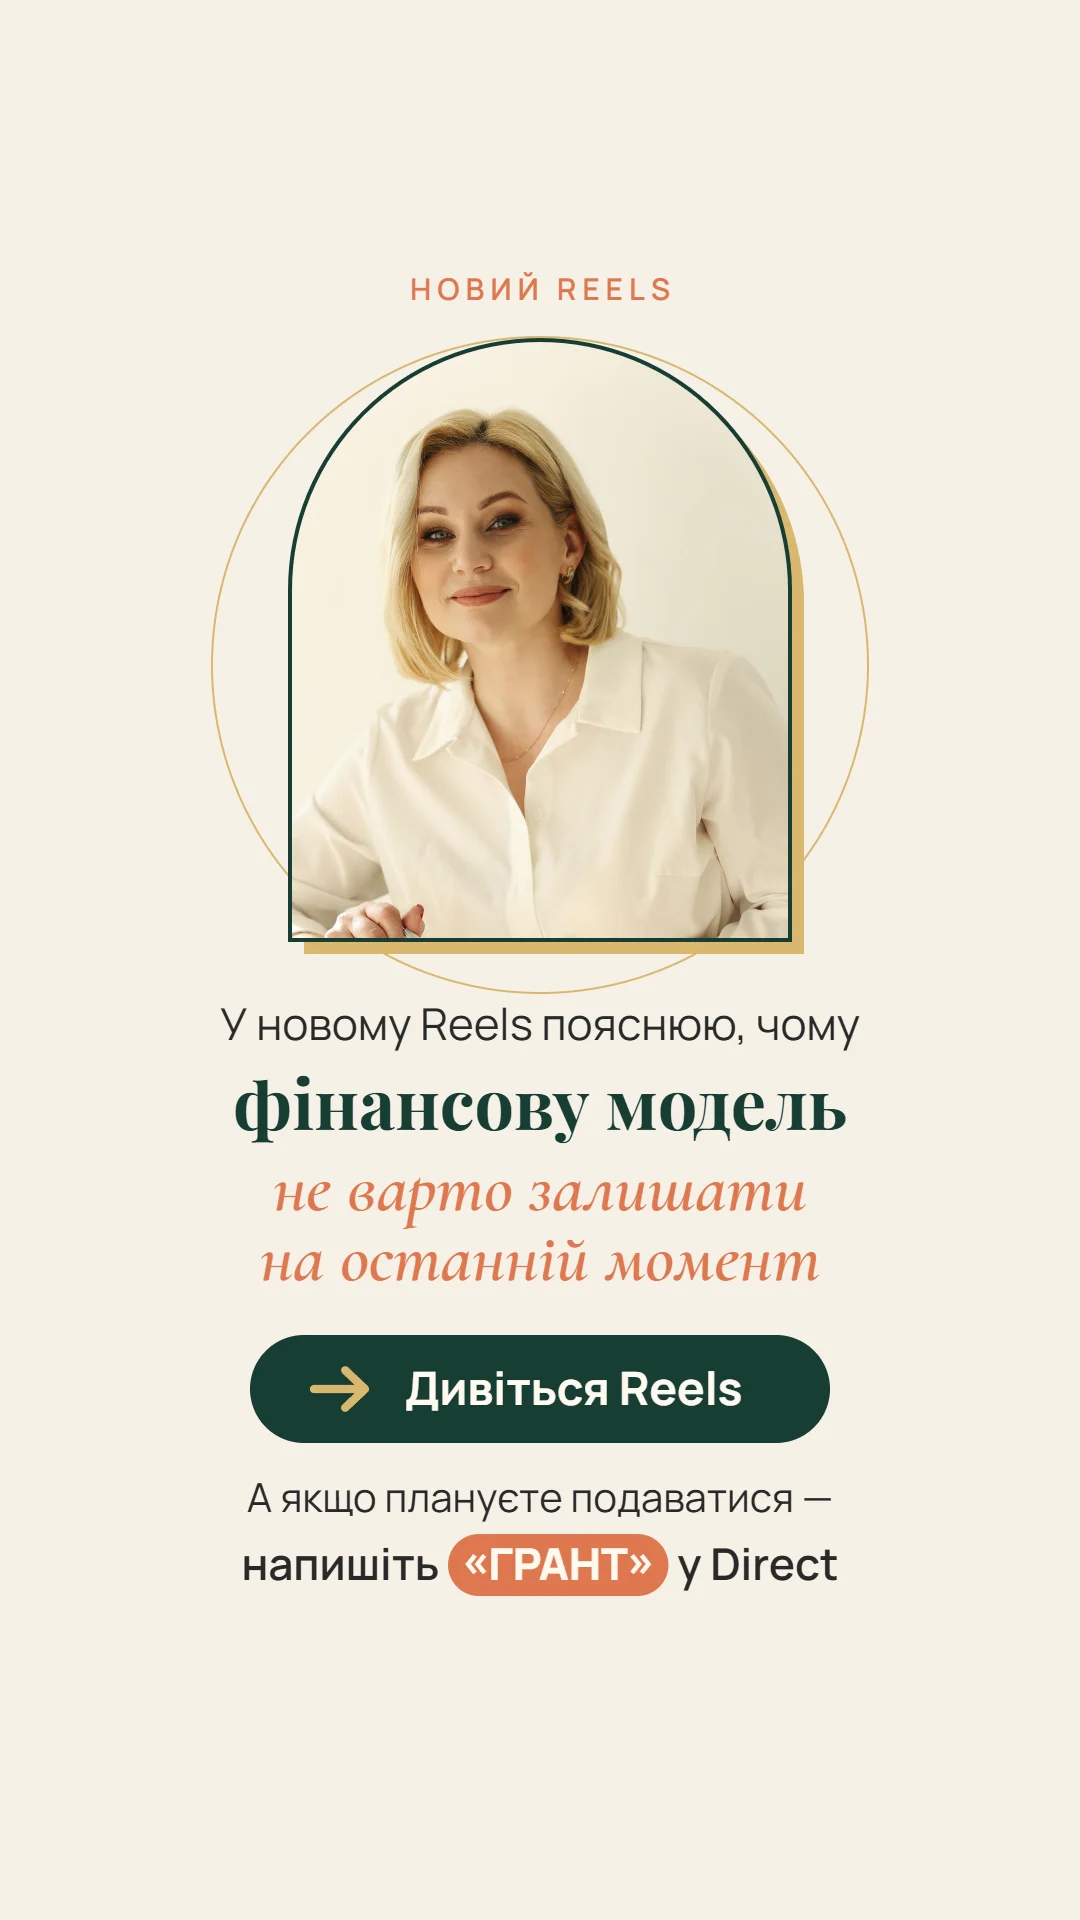 НОВИЙ REELS
У новому Reels пояснюю, чому
фінансову модель
не варто залишати
на останній момент
Дивіться Reels
А якщо плануєте подаватися —
напишіть «ГРАНТ» у Direct